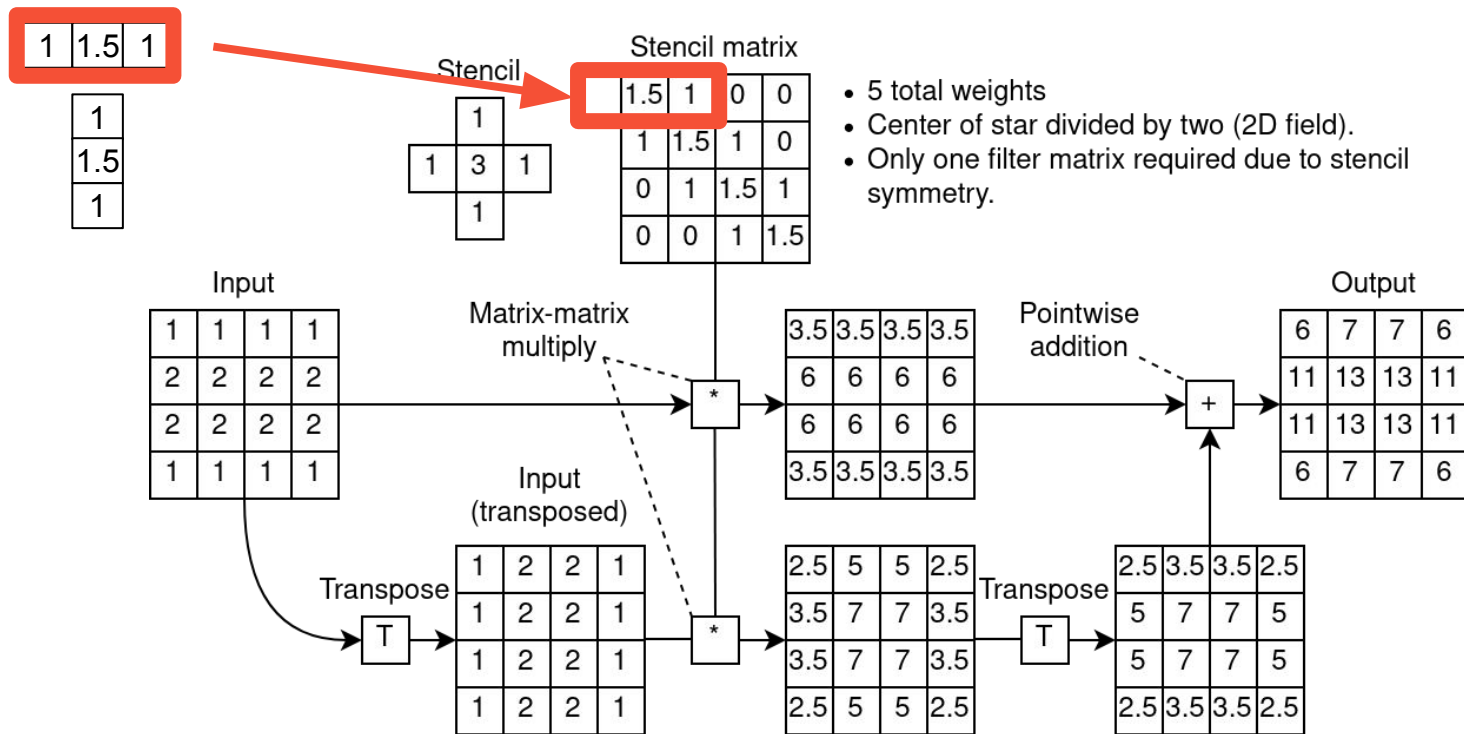 1 1.5 1
1
1.5
1
Stencil
1
1 3 1
1
Stencil matrix
1.5 1 0 0
1 1.5 1 0
0 1 1.5 1
0 0 1 1.5
• 5 total weights
• Center of star divided by two (2D field).
• Only one filter matrix required due to stencil
symmetry.
Input
1 1 1 1
2 2 2 2
2 2 2 2
1 1 1 1
Matrix-matrix
multiply
*
3.5 3.5 3.5 3.5
6 6 6 6
6 6 6 6
3.5 3.5 3.5 3.5
Pointwise
addition
+
Output
6 7 7 6
11 13 13 11
11 13 13 11
6 7 7 6
Transpose
T
Input
(transposed)
1 2 2 1
1 2 2 1
1 2 2 1
1 2 2 1
*
2.5 5 5 2.5
3.5 7 7 3.5
3.5 7 7 3.5
2.5 5 5 2.5
Transpose
T
2.5 3.5 3.5 2.5
5 7 7 5
5 7 7 5
2.5 3.5 3.5 2.5